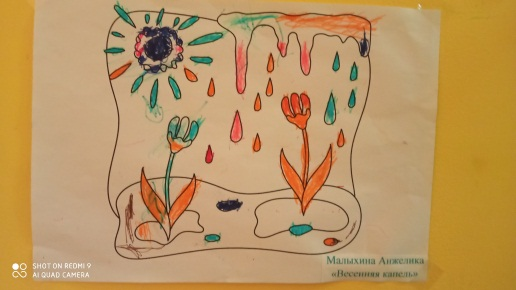 Малыхина Анжелика
«Весенняя капель»
SHOT ON REDMI 9
AI QUAD CAMERA